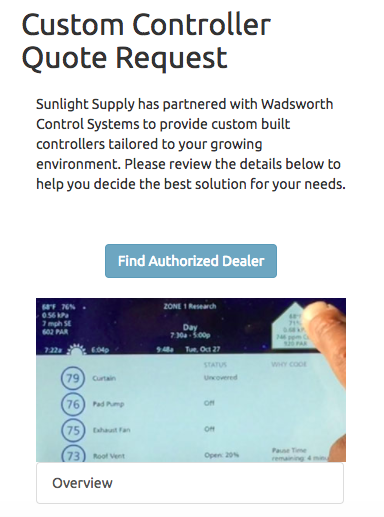 Custom Controller
Quote Request
Sunlight Supply has partnered with Wadsworth
Control Systems to provide custom built
controllers tailored to your growing
environment. Please review the details below to
help you decide the best solution for your needs.
Find Authorized Dealer
68°F 76%
0.56 kPa
7 mph SE
602 PAR
ZONE 1 Research
Day
7:30a - 5:00p
7:22a 6:04p 9:48a Tue, Oct 27
STATUS WHY CODE
79 Curtain Uncovered
76 Pad Pump Off
75 Exhaust Fan Off
73 Roof Vent Open: 20% Pause Time
remaining: 4
Overview